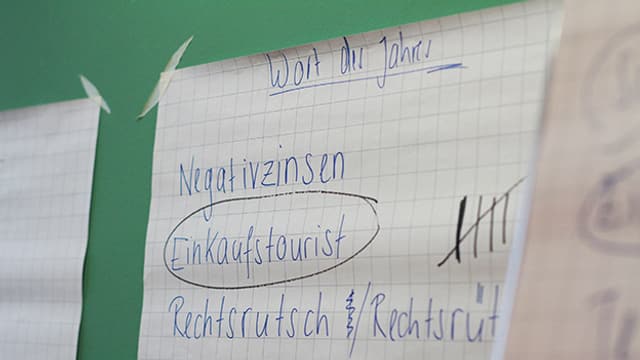 Wort des Jahres
Negativzinsen
Einkaufstourist
Rechtsrutsch / Rechtsrüt